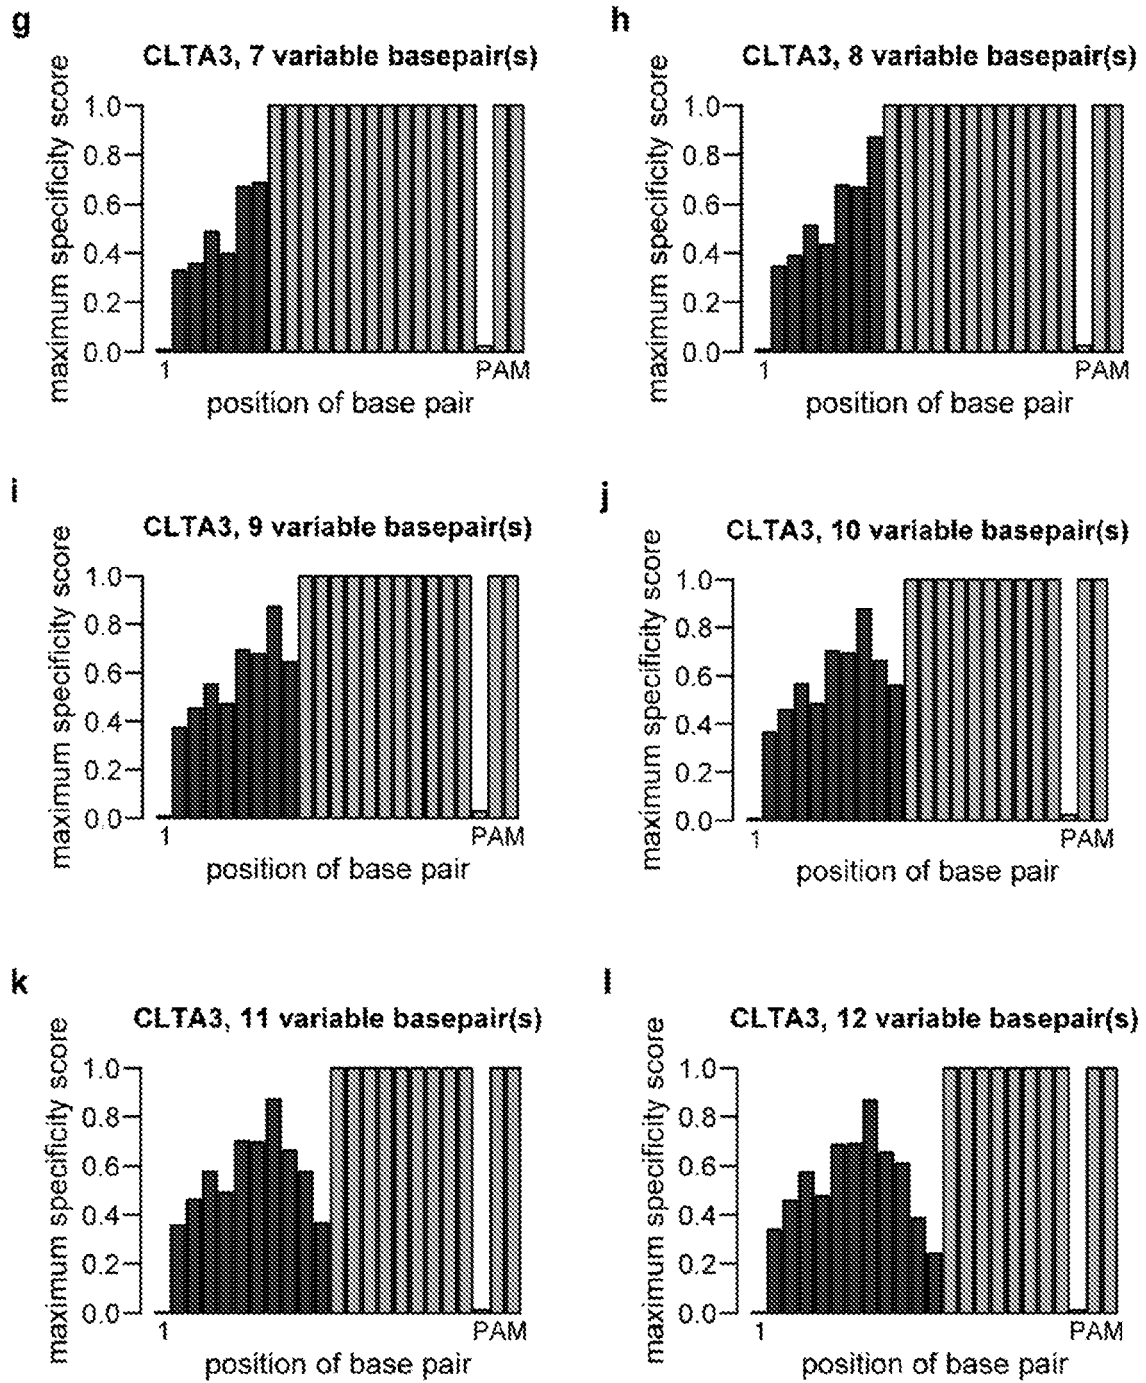 g
CLTA3, 7 variable basepair(s)
maximum specificity score
1.0
0.8
0.6
0.4
0.2
0.0
1
PAM
position of base pair
h
CLTA3, 8 variable basepair(s)
maximum specificity score
1.0
0.8
0.6
0.4
0.2
0.0
1
PAM
position of base pair
i
CLTA3, 9 variable basepair(s)
maximum specificity score
1.0
0.8
0.6
0.4
0.2
0.0
1
PAM
position of base pair
j
CLTA3, 10 variable basepair(s)
maximum specificity score
1.0
0.8
0.6
0.4
0.2
0.0
1
PAM
position of base pair
k
CLTA3, 11 variable basepair(s)
maximum specificity score
1.0
0.8
0.6
0.4
0.2
0.0
1
PAM
position of base pair
l
CLTA3, 12 variable basepair(s)
maximum specificity score
1.0
0.8
0.6
0.4
0.2
0.0
1
PAM
position of base pair